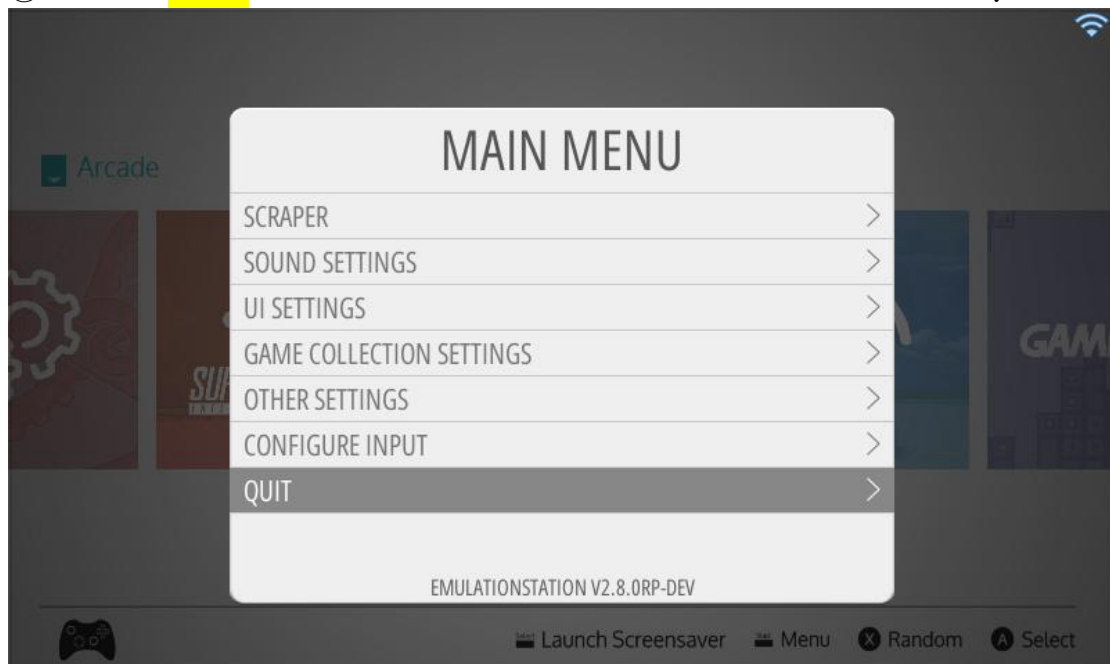 Arcade
MAIN MENU
SCRAPER
SOUND SETTINGS
UI SETTINGS
GAME COLLECTION SETTINGS
OTHER SETTINGS
CONFIGURE INPUT
QUIT
EMULATIONSTATION V2.8.0RP-DEV
Launch Screensaver Menu X Random A Select